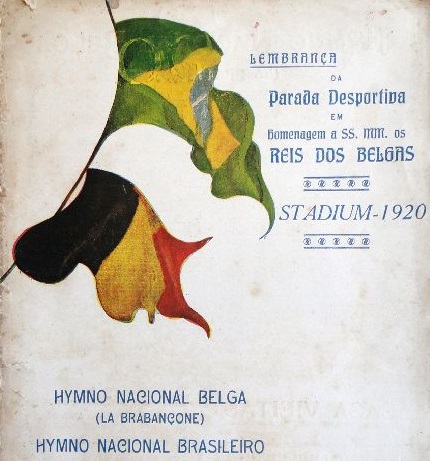 LEMBRANÇA
DA
Parada Desportiva
EM
Homenagem a SS. MM. os
REIS DOS BELGAS
STADIUM-1920
HYMNO NACIONAL BELGA
(LA BRABANÇONE)
HYMNO NACIONAL BRASILEIRO